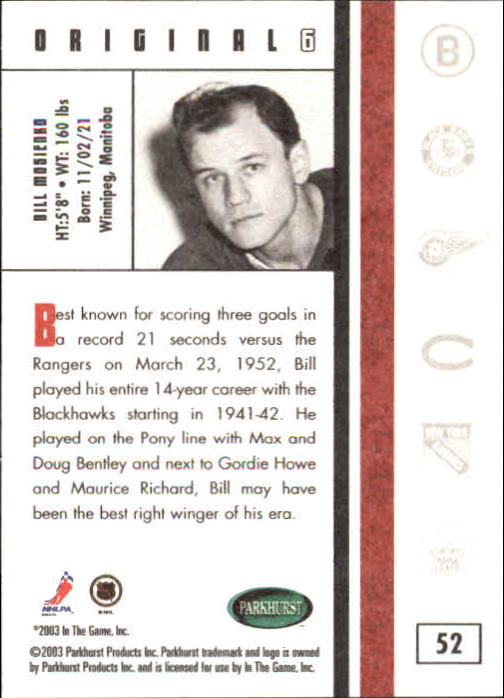 ORIGINAL 6
BILL MOSIENKO
HT:5'8" • WT: 160 lbs
Born: 11/02/21
Winnipeg, Manitoba
Best known for scoring three goals in
a record 21 seconds versus the
Rangers on March 23, 1952, Bill
played his entire 14-year career with the
Blackhawks starting in 1941-42. He
played on the Pony line with Max and
Doug Bentley and next to Gordie Howe
and Maurice Richard, Bill may have
been the best right winger of his era.
NHLPA
NHL
PARKHURST
©2003 In The Game, Inc.
©2003 Parkhurst Products Inc. Parkhurst trademark and logo is owned
by Parkhurst Products Inc. and is licensed for use by In The Game, Inc.
B
C
NEW YORK
52